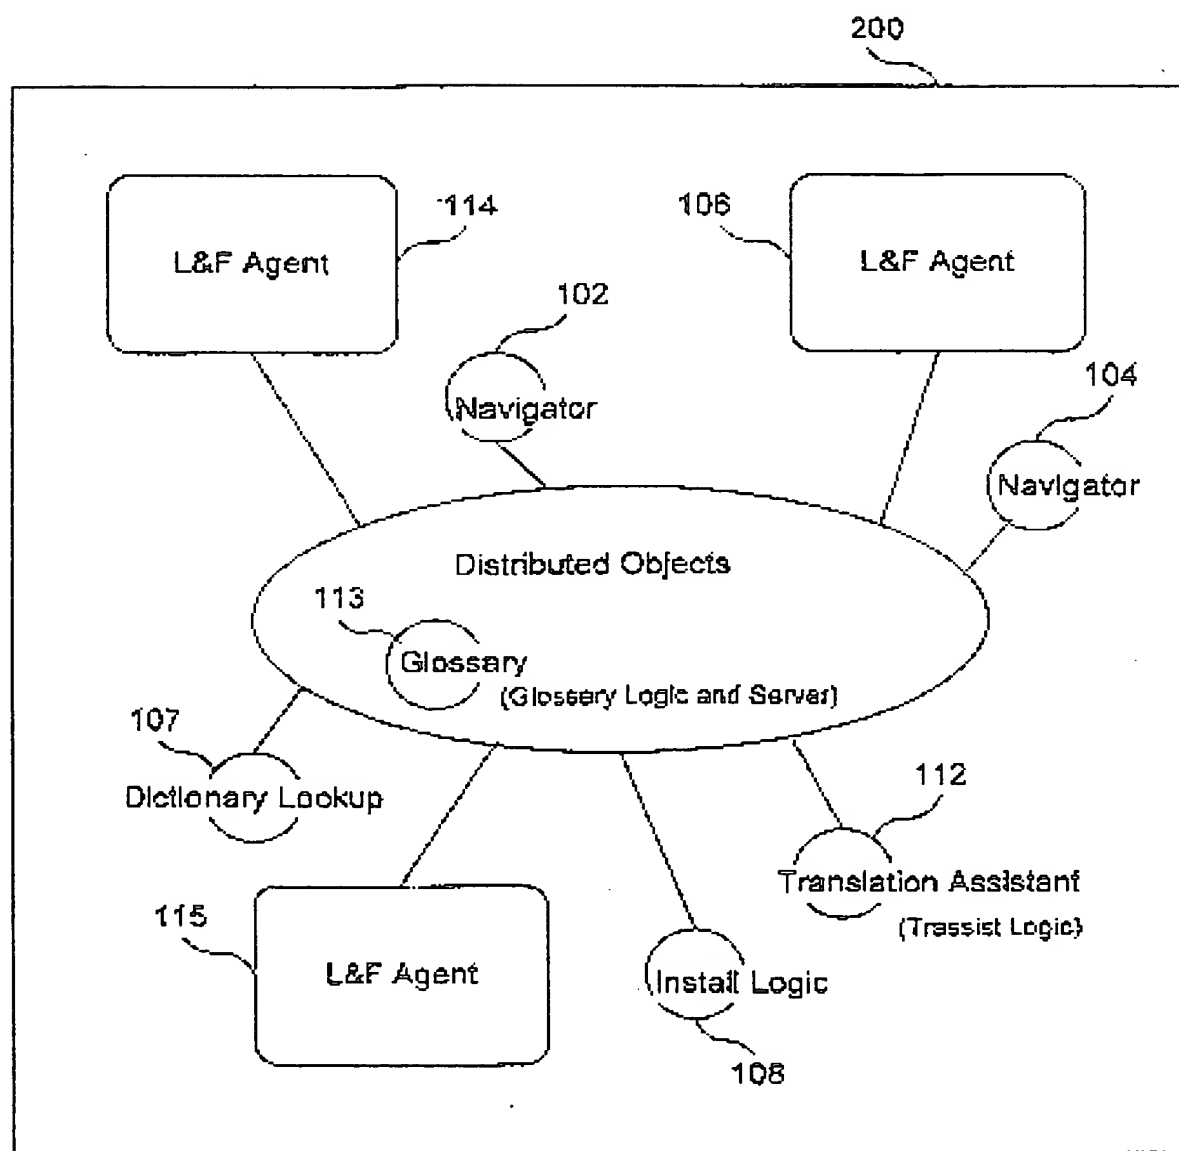 200
114
106
L&F Agent
L&F Agent
102
104
Navigator
Navigator
Distributed Objects
113
Glossary
(Glossary Logic and Server)
107
112
Dictionary Lookup
Translation Assistant
(Trassist Logic)
115
L&F Agent
Install Logic
108